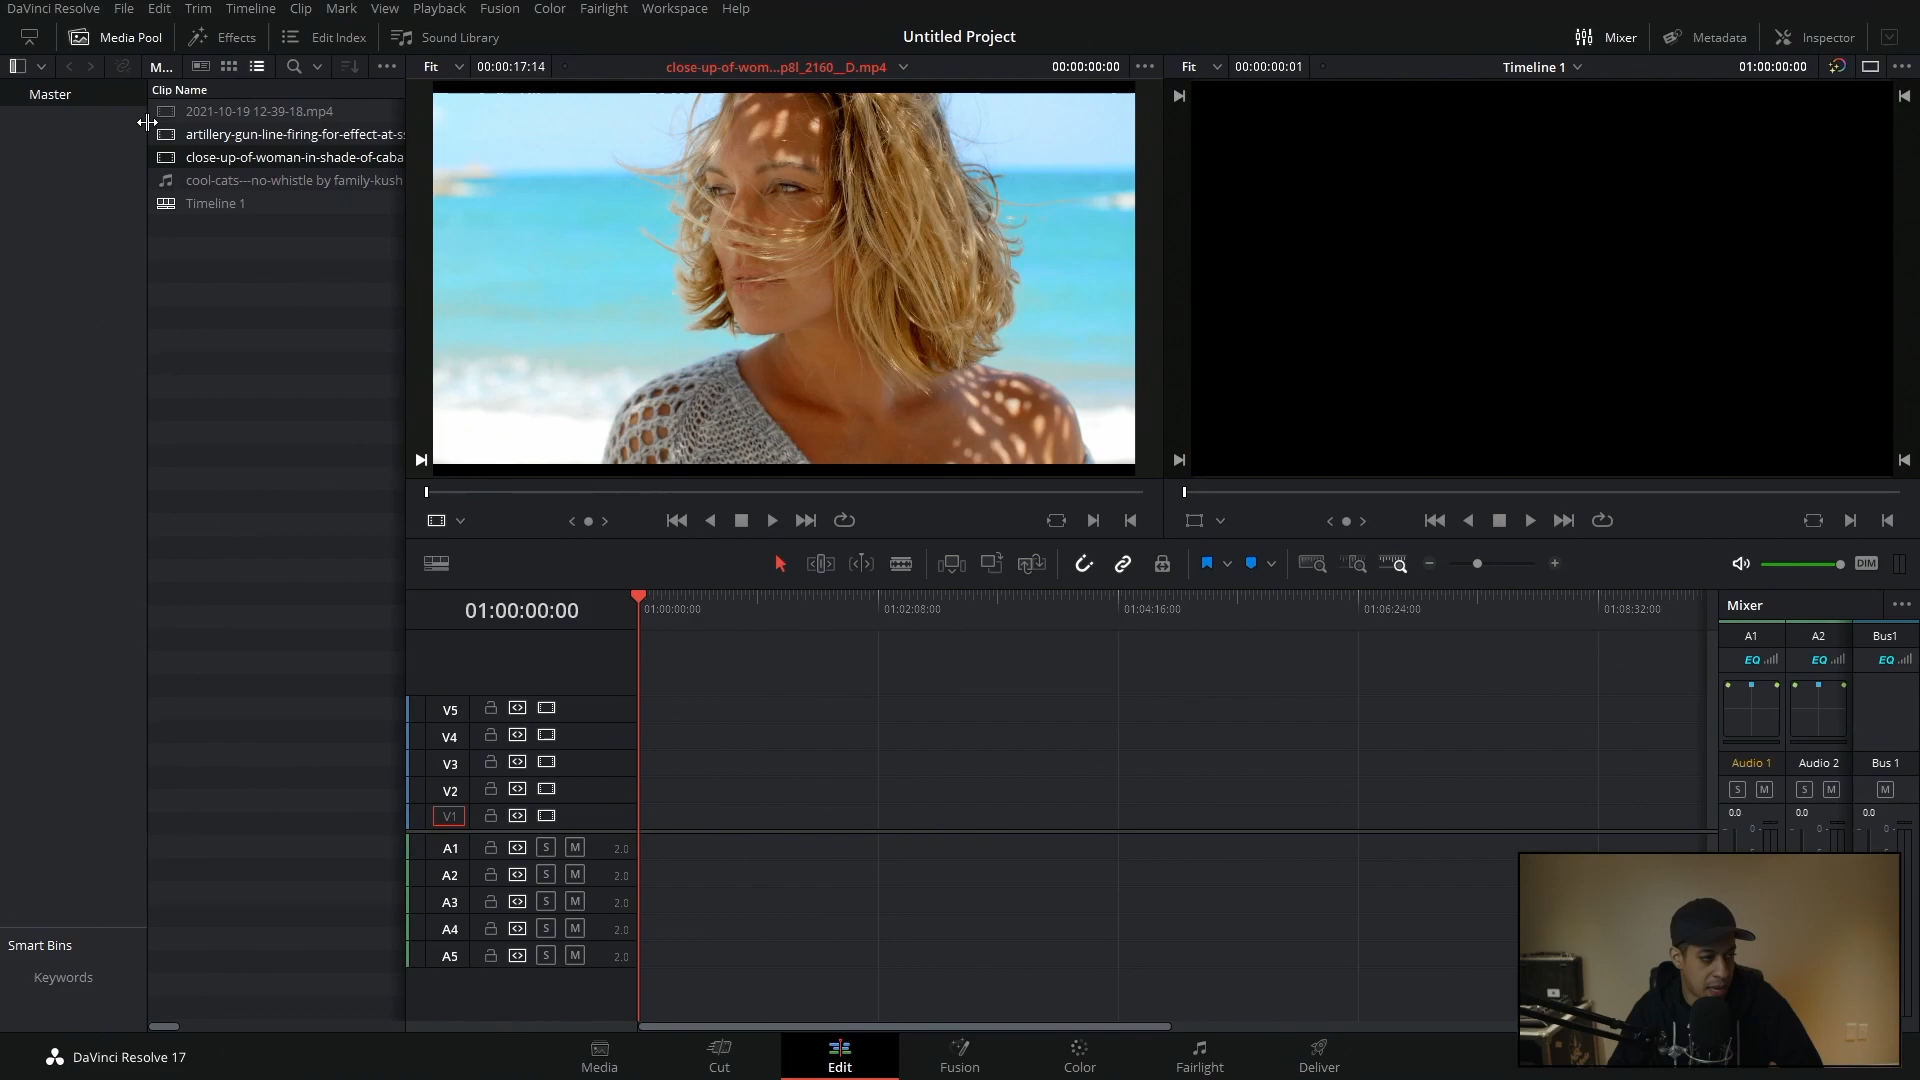 DaVinci Resolve File Edit Trim Timeline Clip Mark View Playback Fusion Color Fairlight Workspace Help
Media Pool Effects Edit Index Sound Library Untitled Project Mixer Metadata Inspector
M... Fit 00:00:17:14 close-up-of-wom...p8l_2160__D.mp4 00:00:00:00 Fit 00:00:00:01 Timeline 1 01:00:00:00
Master
Clip Name
2021-10-19 12-39-18.mp4
artillery-gun-line-firing-for-effect-at-s
close-up-of-woman-in-shade-of-caba
cool-cats---no-whistle by family-kush
Timeline 1
DIM
01:00:00:00
01:00:00:00 01:02:08:00 01:04:16:00 01:06:24:00 01:08:32:00
Mixer
A1 A2 Bus1
EQ EQ EQ
V5
V4
V3
V2
V1
Audio 1 Audio 2 Bus 1
S M S M M
0.0 0.0 0.0
0 0 0
A1 S M 2.0
A2 S M 2.0
A3 S M 2.0
A4 S M 2.0
A5 S M 2.0
Smart Bins
Keywords
DaVinci Resolve 17
Media Cut Edit Fusion Color Fairlight Deliver